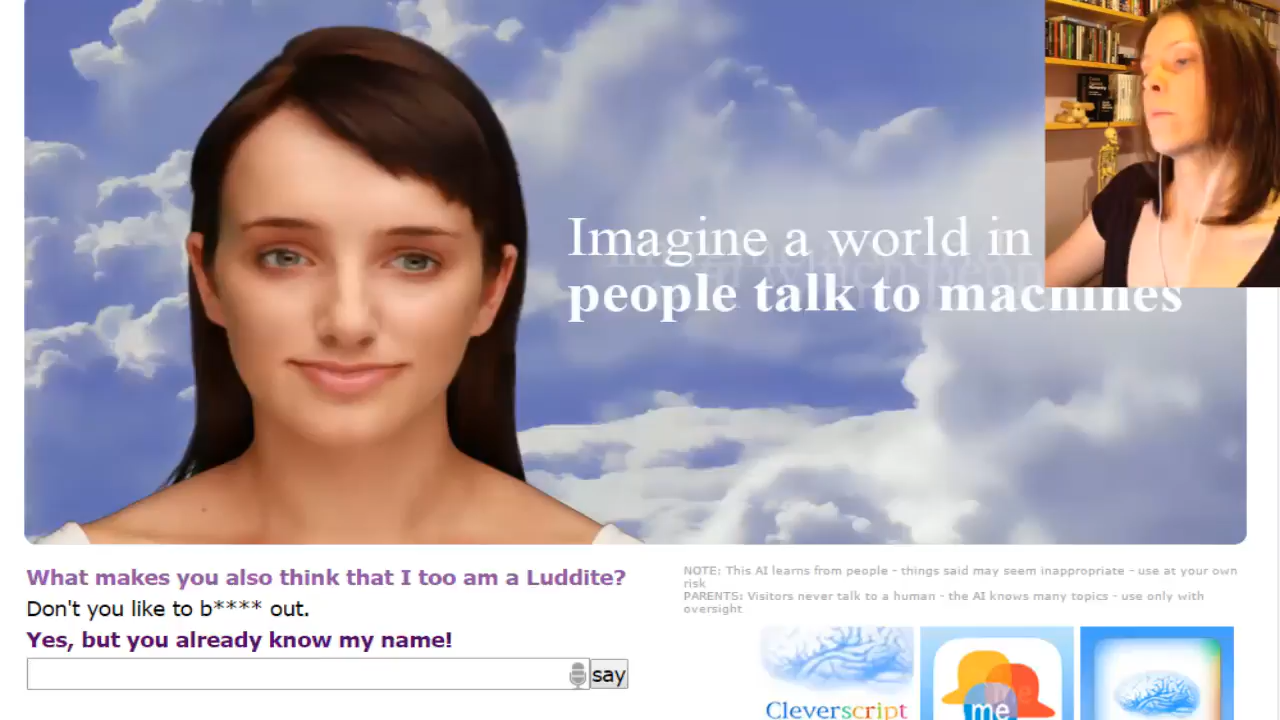 Imagine a world in
people talk to machines
What makes you also think that I too am a Luddite?
Don't you like to b**** out.
Yes, but you already know my name!
say
NOTE: This AI learns from people - things said may seem inappropriate - use at your own
risk
PARENTS: Visitors never talk to a human - the AI knows many topics - use only with
oversight
Cleverscript
me